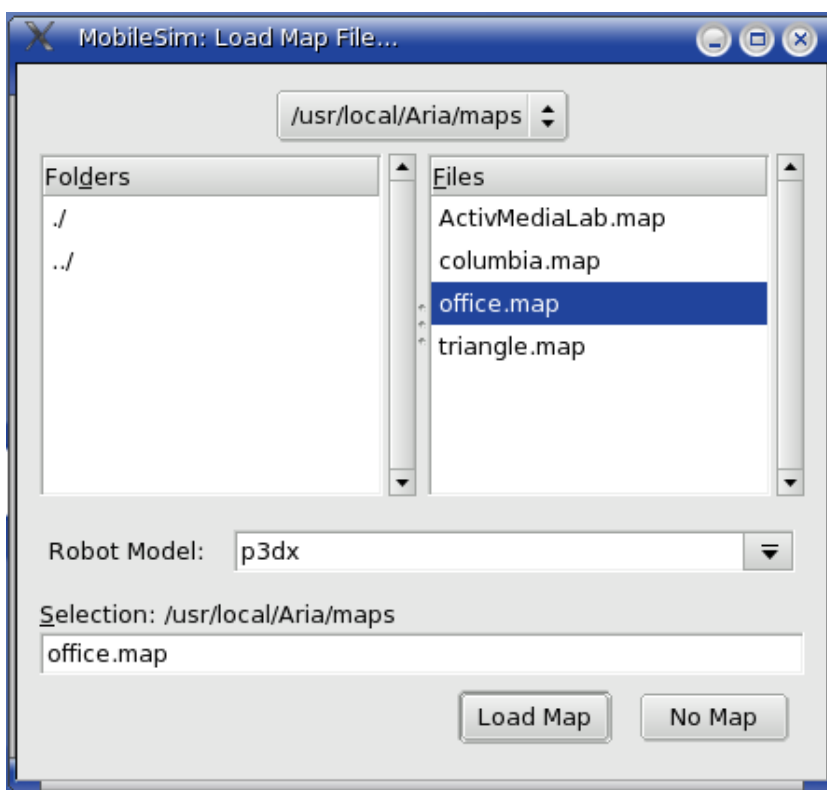 MobileSim: Load Map File...
/usr/local/Aria/maps
Folders
./
../
Files
ActivMediaLab.map
columbia.map
office.map
triangle.map
Robot Model: p3dx
Selection: /usr/local/Aria/maps
office.map
Load Map No Map